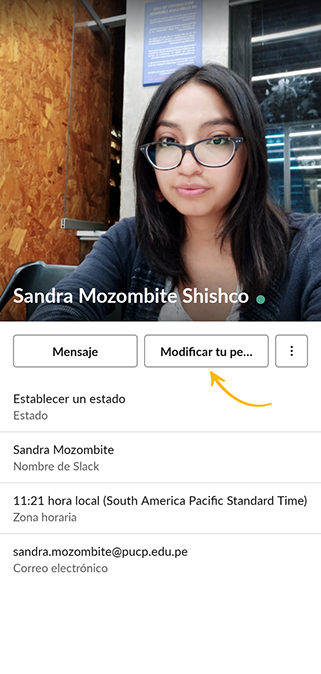 Sandra Mozombite Shishco
Mensaje
Modificar tu pe...
Establecer un estado
Estado
Sandra Mozombite
Nombre de Slack
11:21 hora local (South America Pacific Standard Time)
Zona horaria
sandra.mozombite@pucp.edu.pe
Correo electrónico